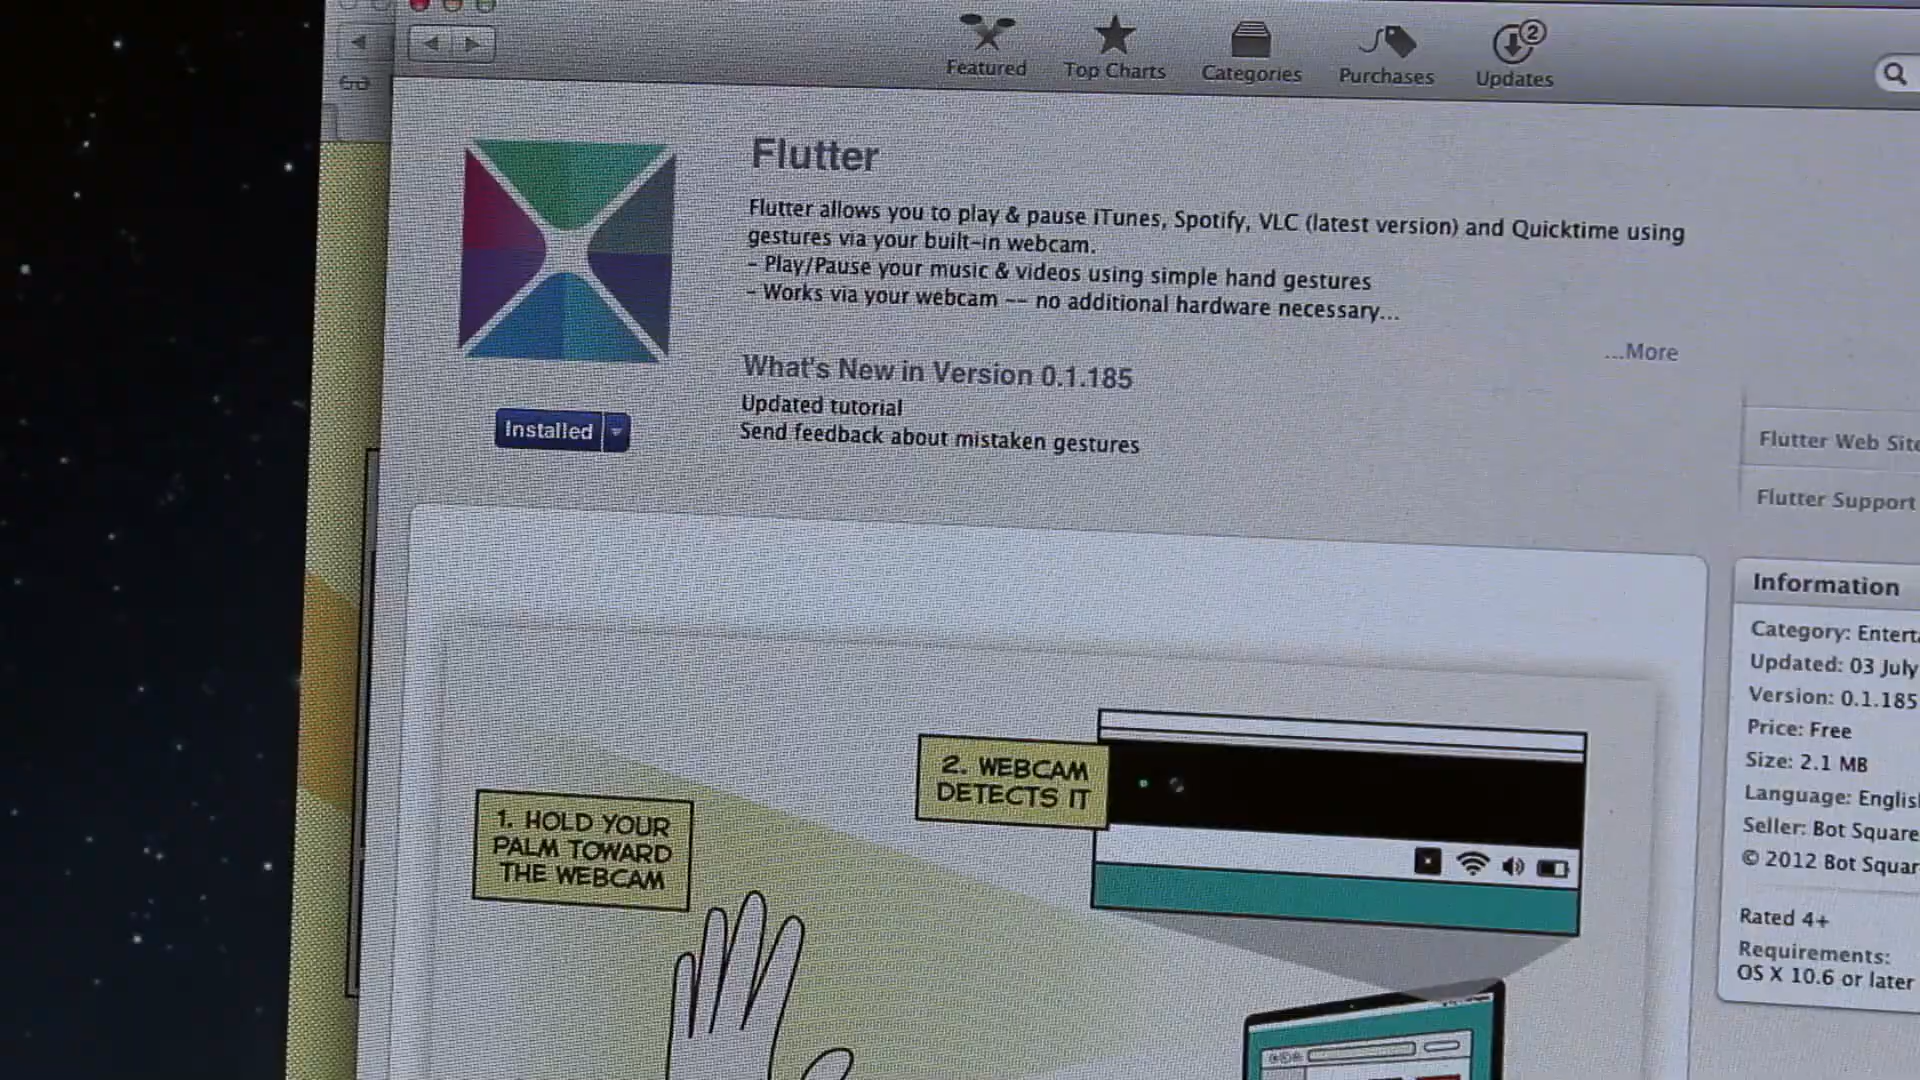 Featured
Top Charts
Categories
Purchases
Updates
2
Flutter
Flutter allows you to play & pause iTunes, Spotify, VLC (latest version) and Quicktime using
gestures via your built-in webcam.
- Play/Pause your music & videos using simple hand gestures
- Works via your webcam -- no additional hardware necessary...
...More
What's New in Version 0.1.185
Updated tutorial
Send feedback about mistaken gestures
Installed
Flutter Web Site
Flutter Support
Information
Category: Enterta
Updated: 03 July
Version: 0.1.185
Price: Free
Size: 2.1 MB
Language: English
Seller: Bot Square
© 2012 Bot Squar
Rated 4+
Requirements:
OS X 10.6 or later
1. HOLD YOUR
PALM TOWARD
THE WEBCAM
2. WEBCAM
DETECTS IT